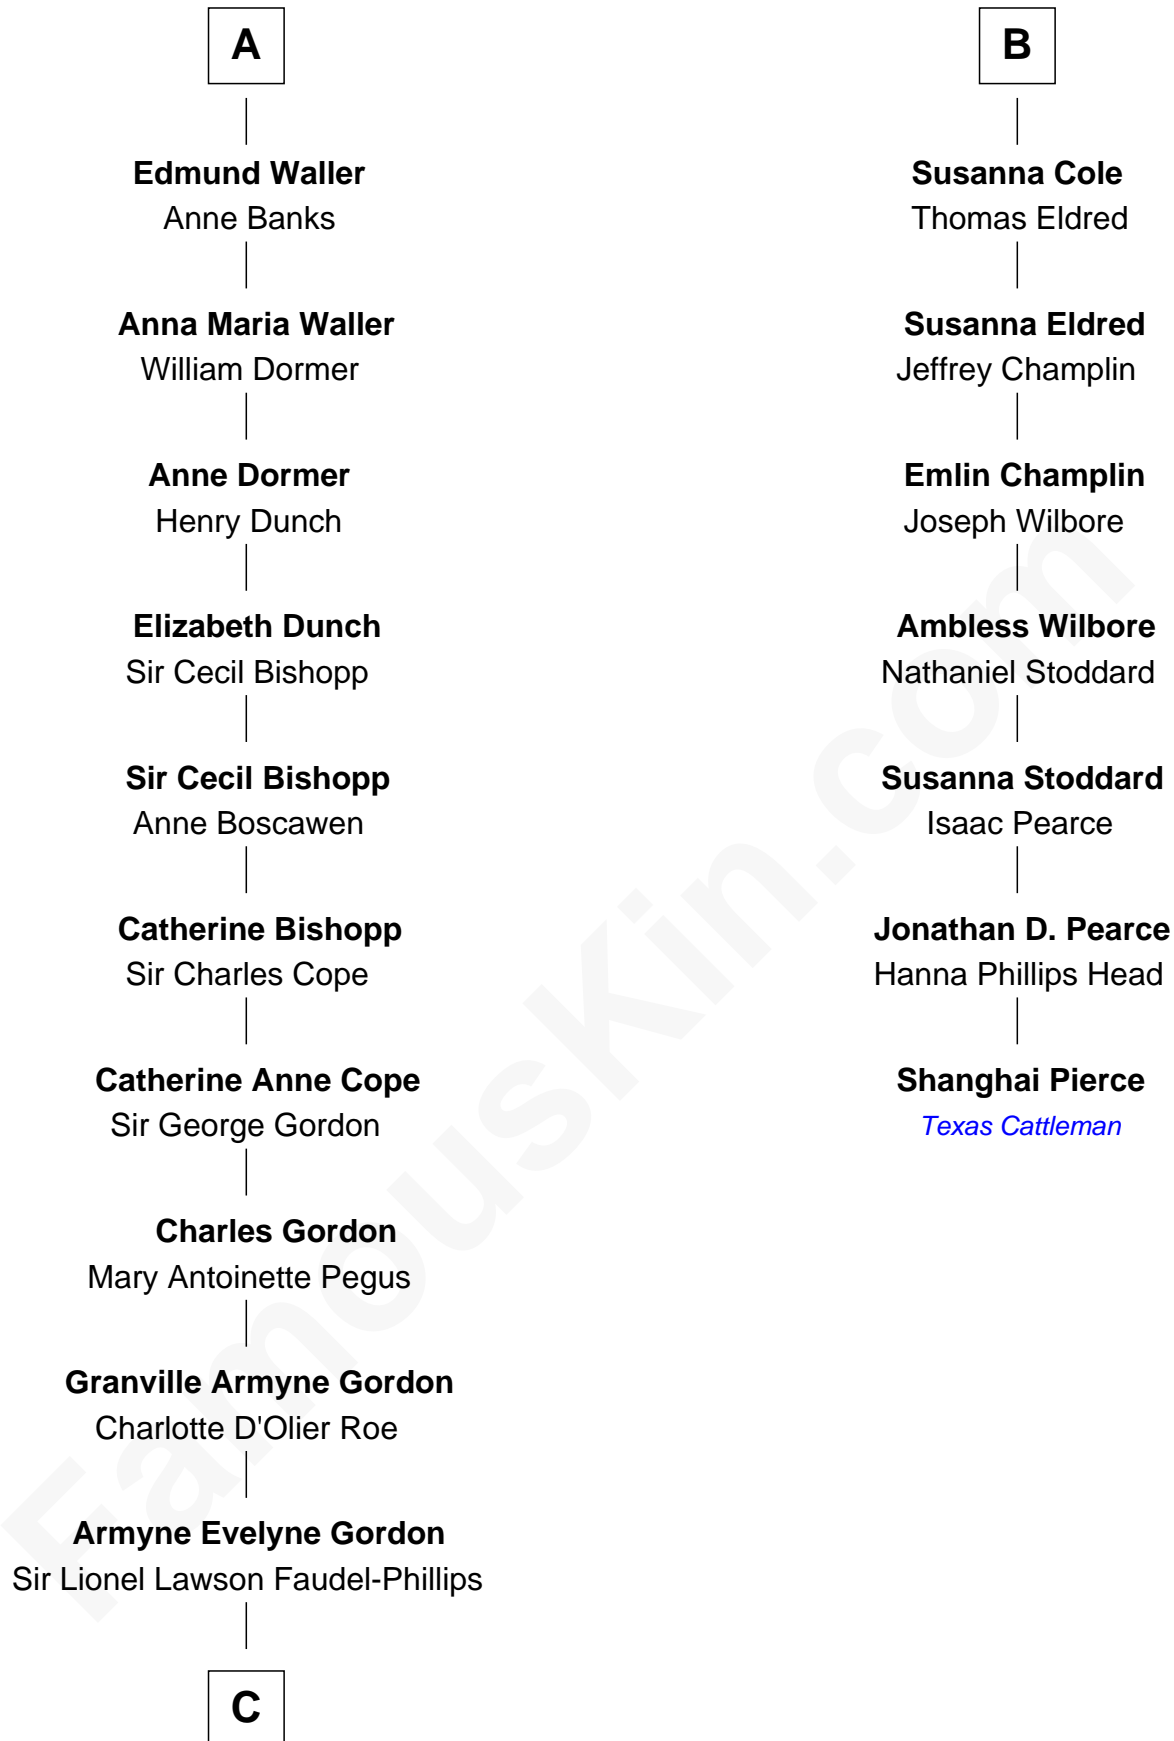 A
Edmund Waller
Anne Banks
Anna Maria Waller
William Dormer
Anne Dormer
Henry Dunch
Elizabeth Dunch
Sir Cecil Bishopp
Sir Cecil Bishopp
Anne Boscawen
Catherine Bishopp
Sir Charles Cope
Catherine Anne Cope
Sir George Gordon
Charles Gordon
Mary Antoinette Pegus
Granville Armyne Gordon
Charlotte D'Olier Roe
Armyne Evelyne Gordon
Sir Lionel Lawson Faudel-Phillips
C
B
Susanna Cole
Thomas Eldred
Susanna Eldred
Jeffrey Champlin
Emlin Champlin
Joseph Wilbore
Ambless Wilbore
Nathaniel Stoddard
Susanna Stoddard
Isaac Pearce
Jonathan D. Pearce
Hanna Phillips Head
Shanghai Pierce
Texas Cattleman
FamousKin.com